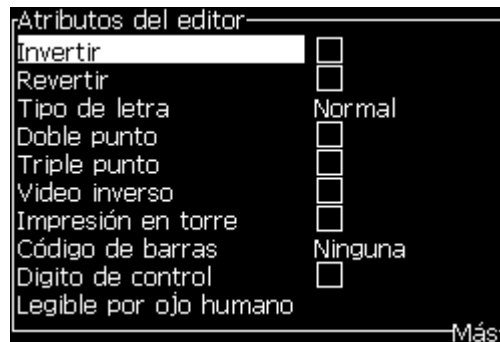 Atributos del editor
Invertir
Revertir
Tipo de letra Normal
Doble punto
Triple punto
Video inverso
Impresión en torre
Código de barras Ninguna
Digito de control
Legible por ojo humano
Más